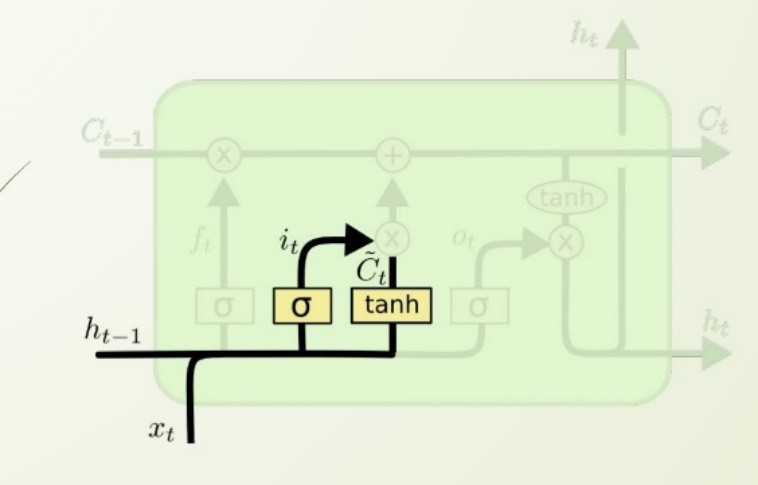 h_t
C_{t-1}
C_t
x
+
tanh
f_t
i_t
x
o_t
x
C̃_t
σ
σ
tanh
σ
h_{t-1}
h_t
x_t